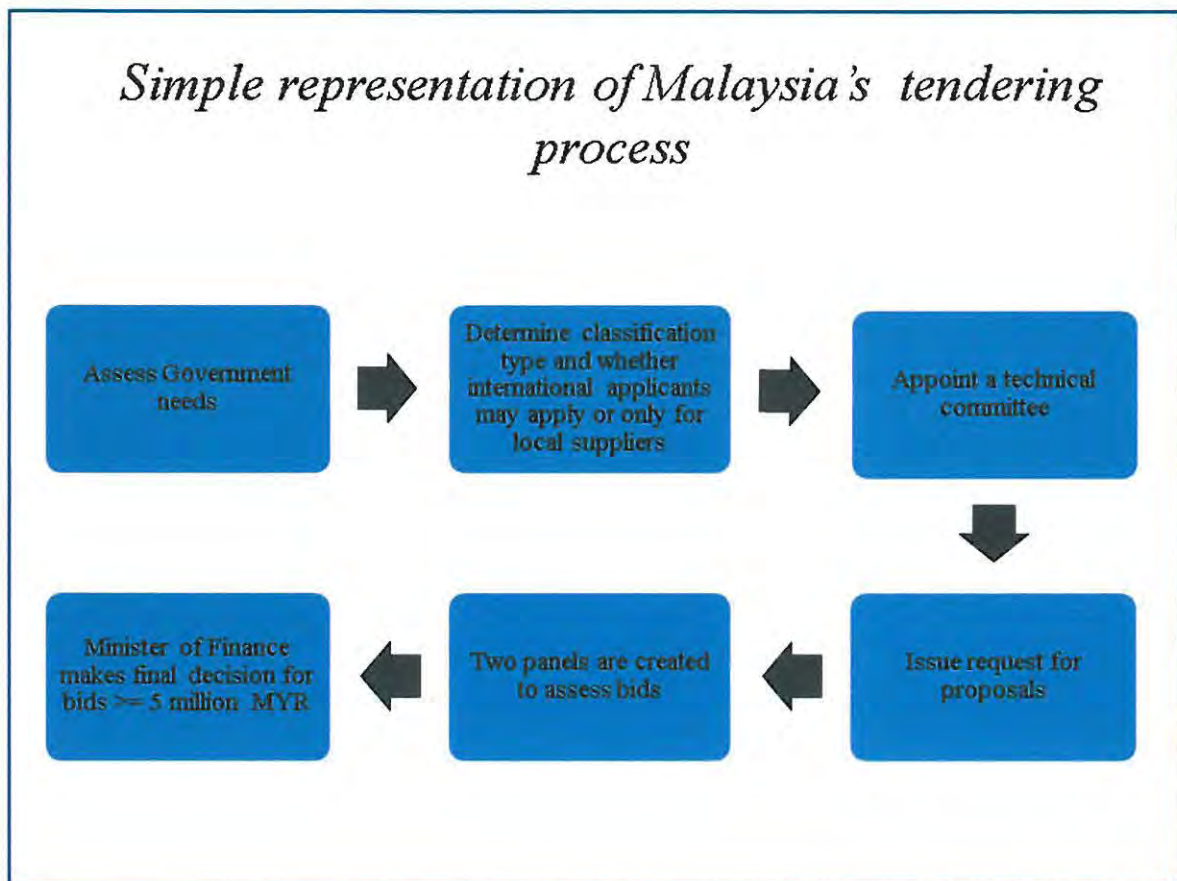 Simple representation of Malaysia's tendering
process
Assess Government
needs
Determine classification
type and whether
international applicants
may apply or only for
local suppliers
Appoint a technical
committee
Issue request for
proposals
Two panels are created
to assess bids
Minister of Finance
makes final decision for
bids >= 5 million MYR